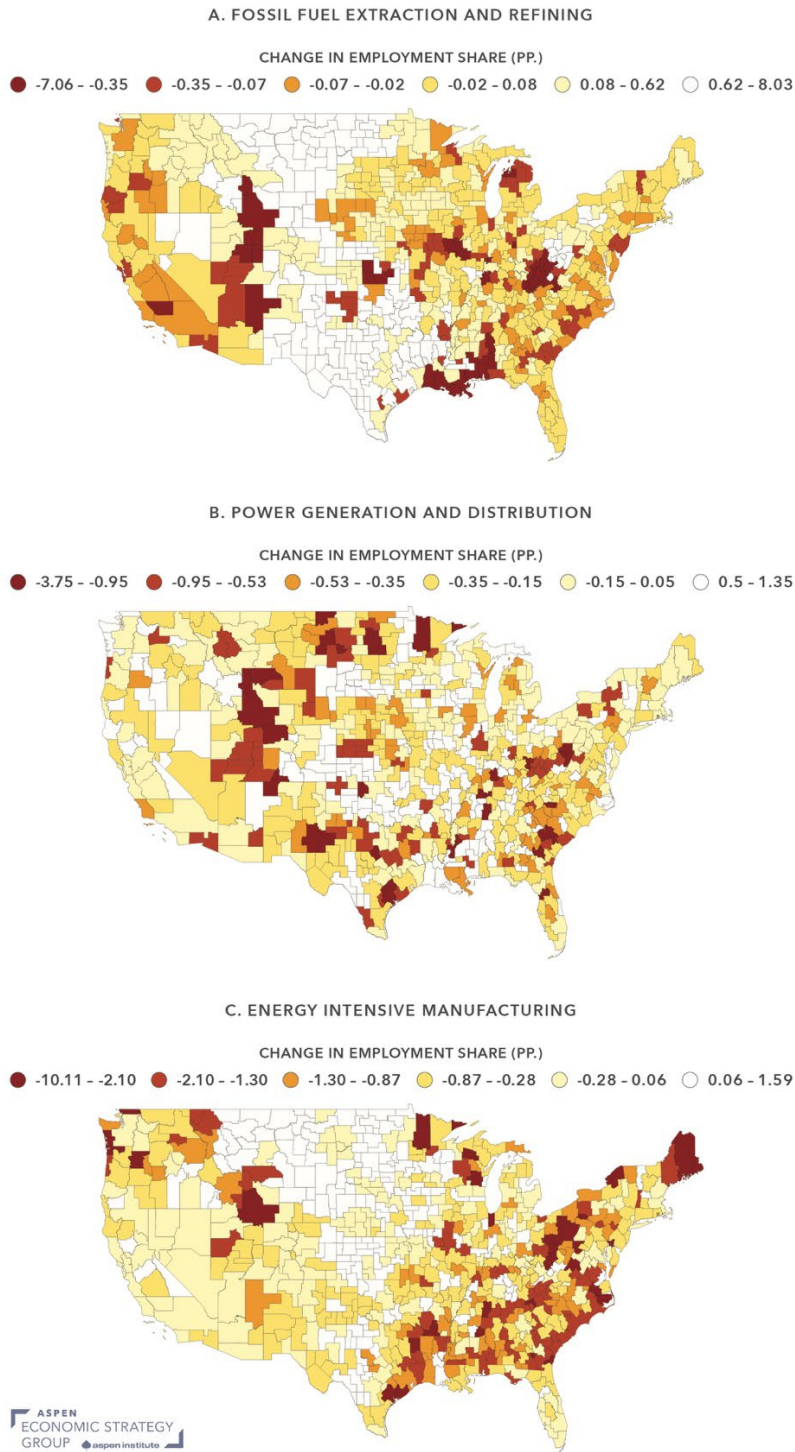 A. FOSSIL FUEL EXTRACTION AND REFINING
CHANGE IN EMPLOYMENT SHARE (PP.)
-7.06 - -0.35 -0.35 - -0.07 -0.07 - -0.02 -0.02 - 0.08 0.08 - 0.62 0.62 - 8.03
B. POWER GENERATION AND DISTRIBUTION
CHANGE IN EMPLOYMENT SHARE (PP.)
-3.75 - -0.95 -0.95 - -0.53 -0.53 - -0.35 -0.35 - -0.15 -0.15 - 0.05 0.5 - 1.35
C. ENERGY INTENSIVE MANUFACTURING
CHANGE IN EMPLOYMENT SHARE (PP.)
-10.11 - -2.10 -2.10 - -1.30 -1.30 - -0.87 -0.87 - -0.28 -0.28 - 0.06 0.06 - 1.59
ASPEN
ECONOMIC STRATEGY
GROUP aspen institute